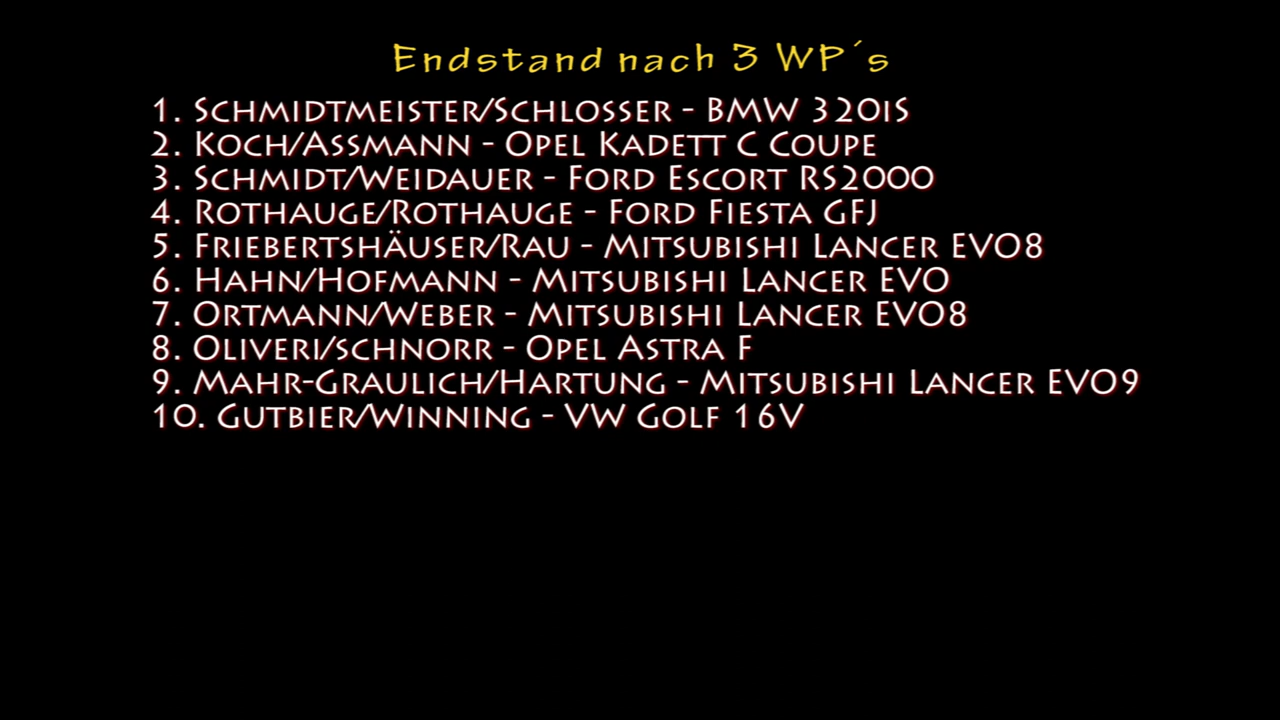 Endstand nach 3 WP´s
1. Schmidtmeister/Schlosser - BMW 320iS
2. Koch/Assmann - Opel Kadett C Coupe
3. Schmidt/Weidauer - Ford Escort RS2000
4. Rothauge/Rothauge - Ford Fiesta GFJ
5. Friebertshäuser/Rau - Mitsubishi Lancer EVO8
6. Hahn/Hofmann - Mitsubishi Lancer EVO
7. Ortmann/Weber - Mitsubishi Lancer EVO8
8. Oliveri/schnorr - Opel Astra F
9. Mahr-Graulich/Hartung - Mitsubishi Lancer EVO9
10. Gutbier/Winning - VW Golf 16V